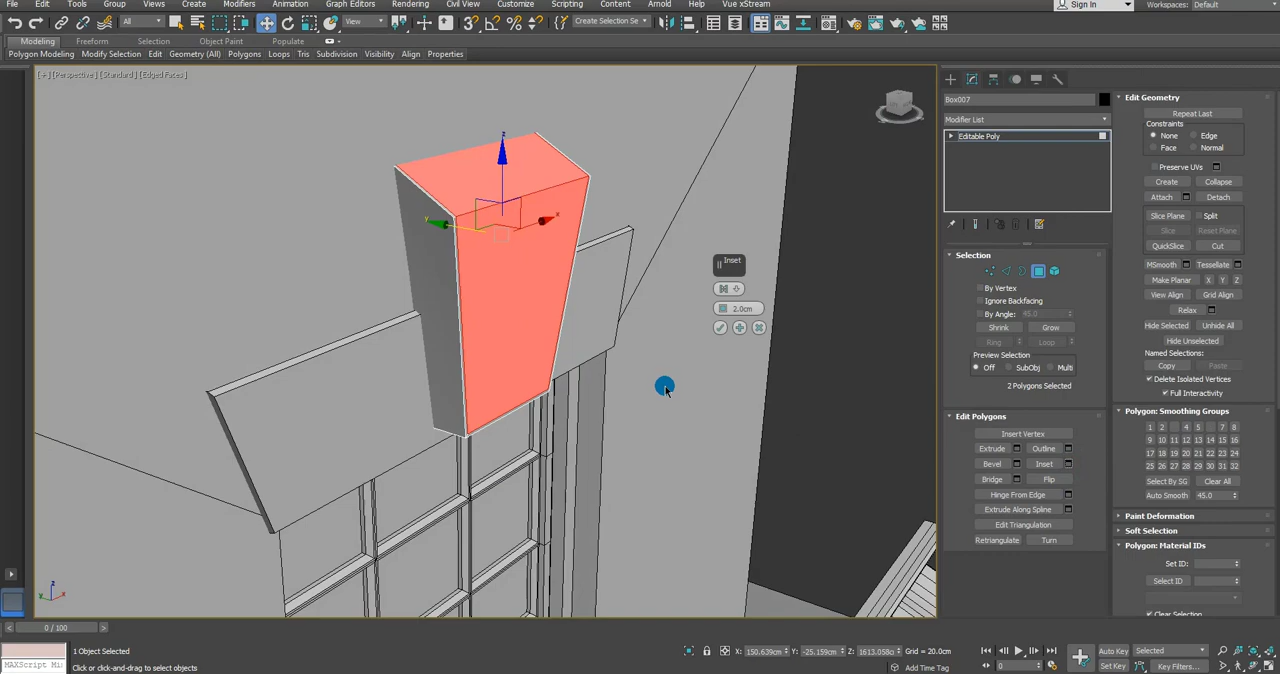 File Edit Tools Group Views Create Modifiers Animation Graph Editors Rendering Civil View Customize Scripting Content Arnold Help Vue xStream Sign In Workspaces: Default
All View Create Selection Se
Modeling Freeform Selection Object Paint Populate
Polygon Modeling Modify Selection Edit Geometry (All) Polygons Loops Tris Subdivision Visibility Align Properties
[+] [Perspective] [Standard] [Edged Faces]
Box007
Modifier List
Editable Poly
Selection
By Vertex
Ignore Backfacing
By Angle: 45.0
Shrink Grow
Ring Loop
Preview Selection
Off SubObj Multi
2 Polygons Selected
Edit Polygons
Insert Vertex
Extrude Outline
Bevel Inset
Bridge Flip
Hinge From Edge
Extrude Along Spline
Edit Triangulation
Retriangulate Turn
Edit Geometry
Repeat Last
Constraints
None Edge
Face Normal
Preserve UVs
Create Collapse
Attach Detach
Slice Plane Split
Slice Reset Plane
QuickSlice Cut
MSmooth Tessellate
Make Planar X Y Z
View Align Grid Align
Relax
Hide Selected Unhide All
Hide Unselected
Named Selections:
Copy Paste
Delete Isolated Vertices
Full Interactivity
Polygon: Smoothing Groups
1 2 4 5 7 8
9 10 11 12 13 14 15 16
17 18 19 20 21 22 23 24
25 26 27 28 29 30 31 32
Select By SG Clear All
Auto Smooth 45.0
Paint Deformation
Soft Selection
Polygon: Material IDs
Set ID:
Select ID
Clear Selection
Inset
2.0cm
z
y
x
z
y x
0 / 100
1 Object Selected
MAXScript Mi
Click or click-and-drag to select objects
X: 150.639cm Y: -25.159cm Z: 1613.058c Grid = 20.0cm
Add Time Tag
0
Auto Key Selected
Set Key Key Filters...